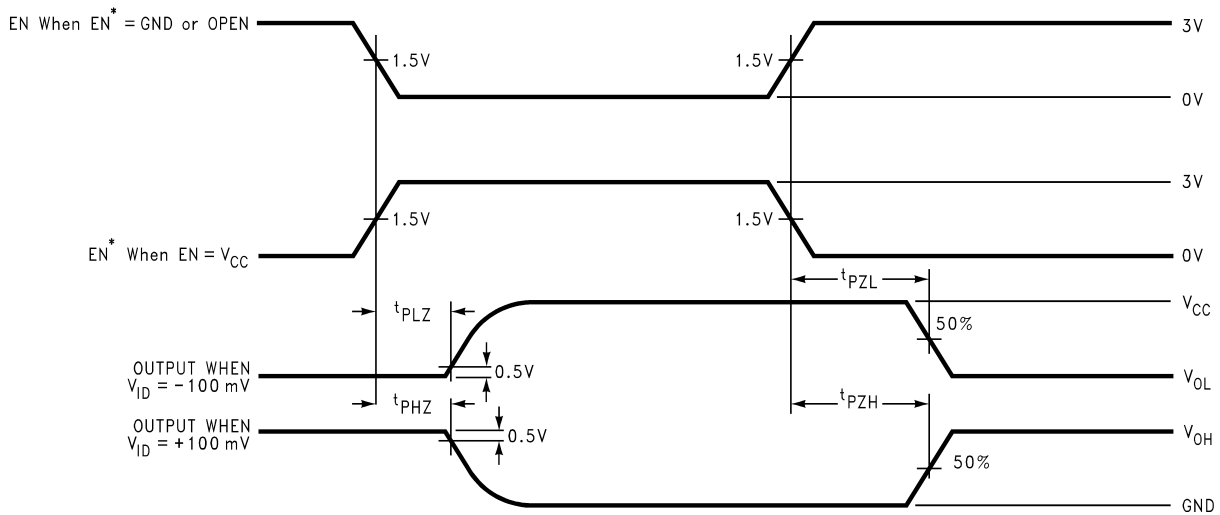 EN When EN* = GND or OPEN
3V
1.5V
1.5V
0V
3V
1.5V
1.5V
EN* When EN = VCC
0V
tPZL
tPLZ
VCC
50%
OUTPUT WHEN
VID = −100 mV
0.5V
VOL
tPHZ
tPZH
OUTPUT WHEN
VID = +100 mV
0.5V
VOH
50%
GND